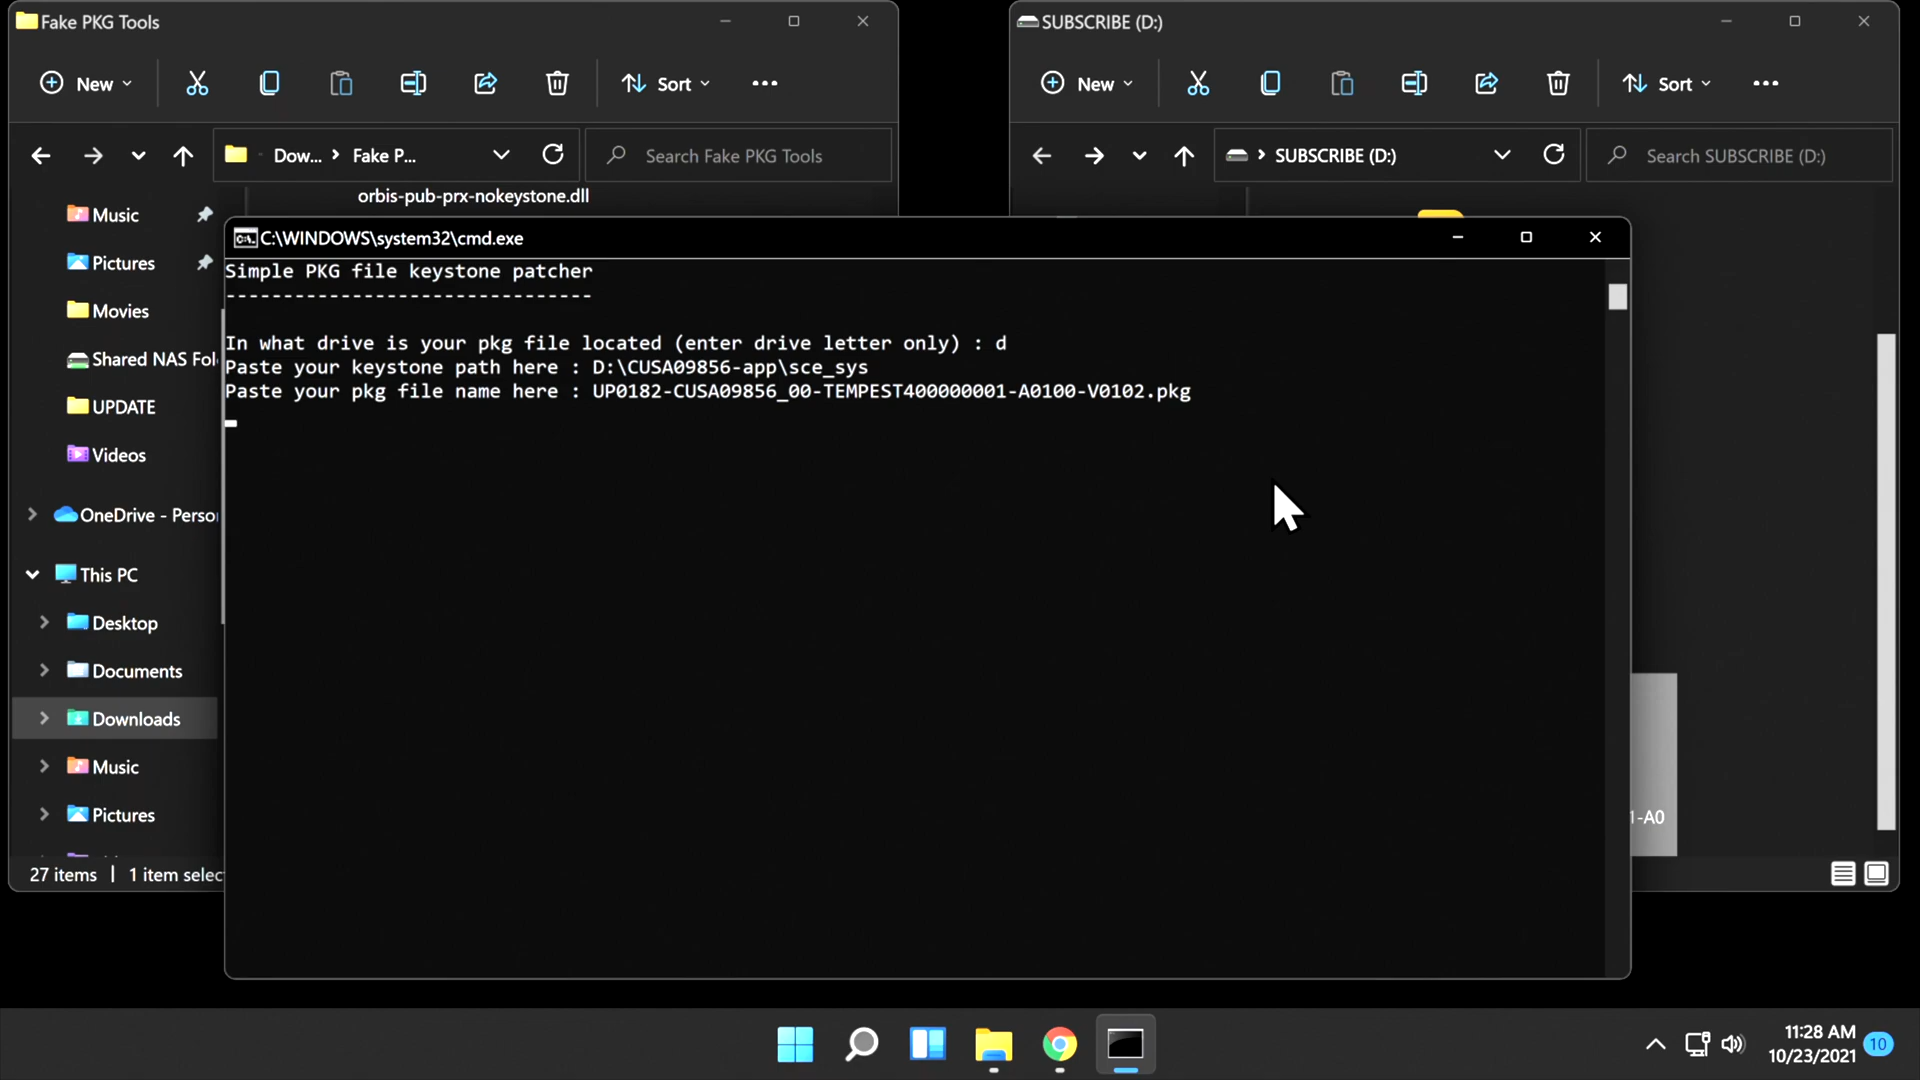 Fake PKG Tools
SUBSCRIBE (D:)
New
Sort
New
Sort
Dow...
Fake P...
Search Fake PKG Tools
SUBSCRIBE (D:)
Search SUBSCRIBE (D:)
orbis-pub-prx-nokeystone.dll
Music
Pictures
Movies
Shared NAS Fol
UPDATE
Videos
OneDrive - Perso
This PC
Desktop
Documents
Downloads
Music
Pictures
27 items
1 item selec
C:\WINDOWS\system32\cmd.exe
Simple PKG file keystone patcher
--------------------------------
In what drive is your pkg file located (enter drive letter only) : d
Paste your keystone path here : D:\CUSA09856-app\sce_sys
Paste your pkg file name here : UP0182-CUSA09856_00-TEMPEST400000001-A0100-V0102.pkg
1-A0
11:28 AM
10/23/2021
10